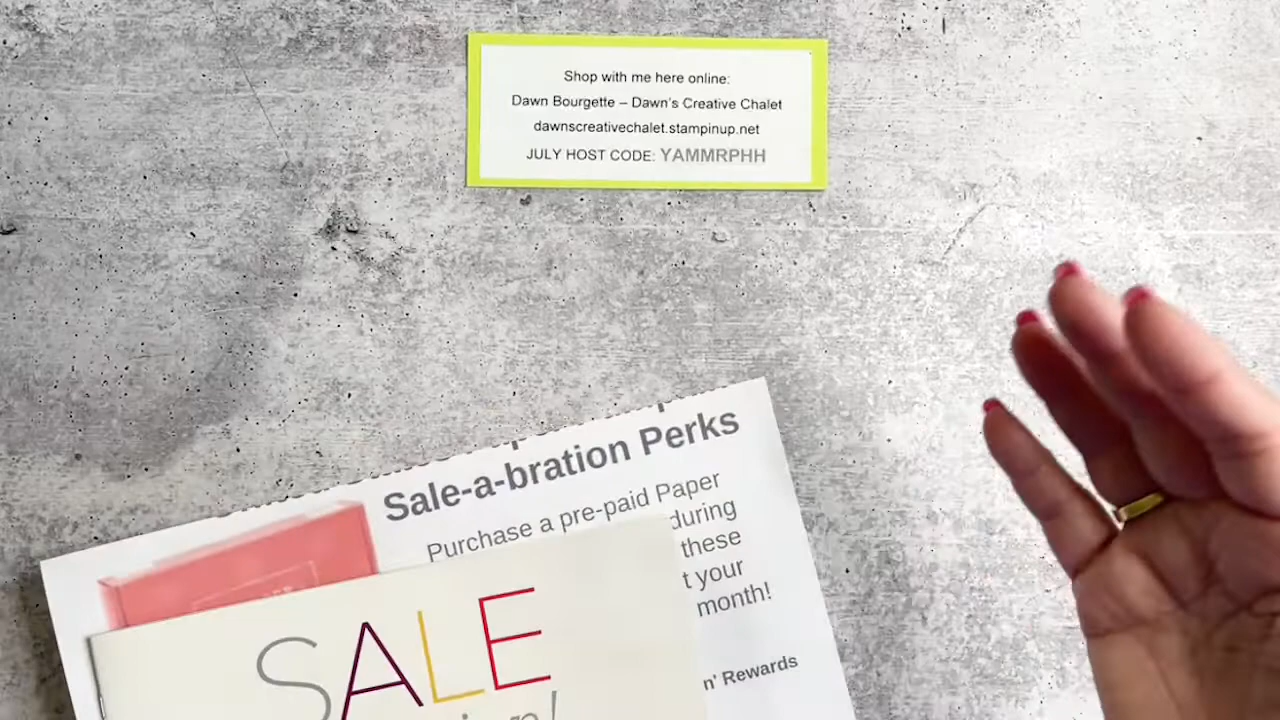 Shop with me here online:
Dawn Bourgette – Dawn's Creative Chalet
dawnscreativechalet.stampinup.net
JULY HOST CODE: YAMMRPHH
Sale-a-bration Perks
Purchase a pre-paid Paper
during
these
your
month!
n' Rewards
SALE